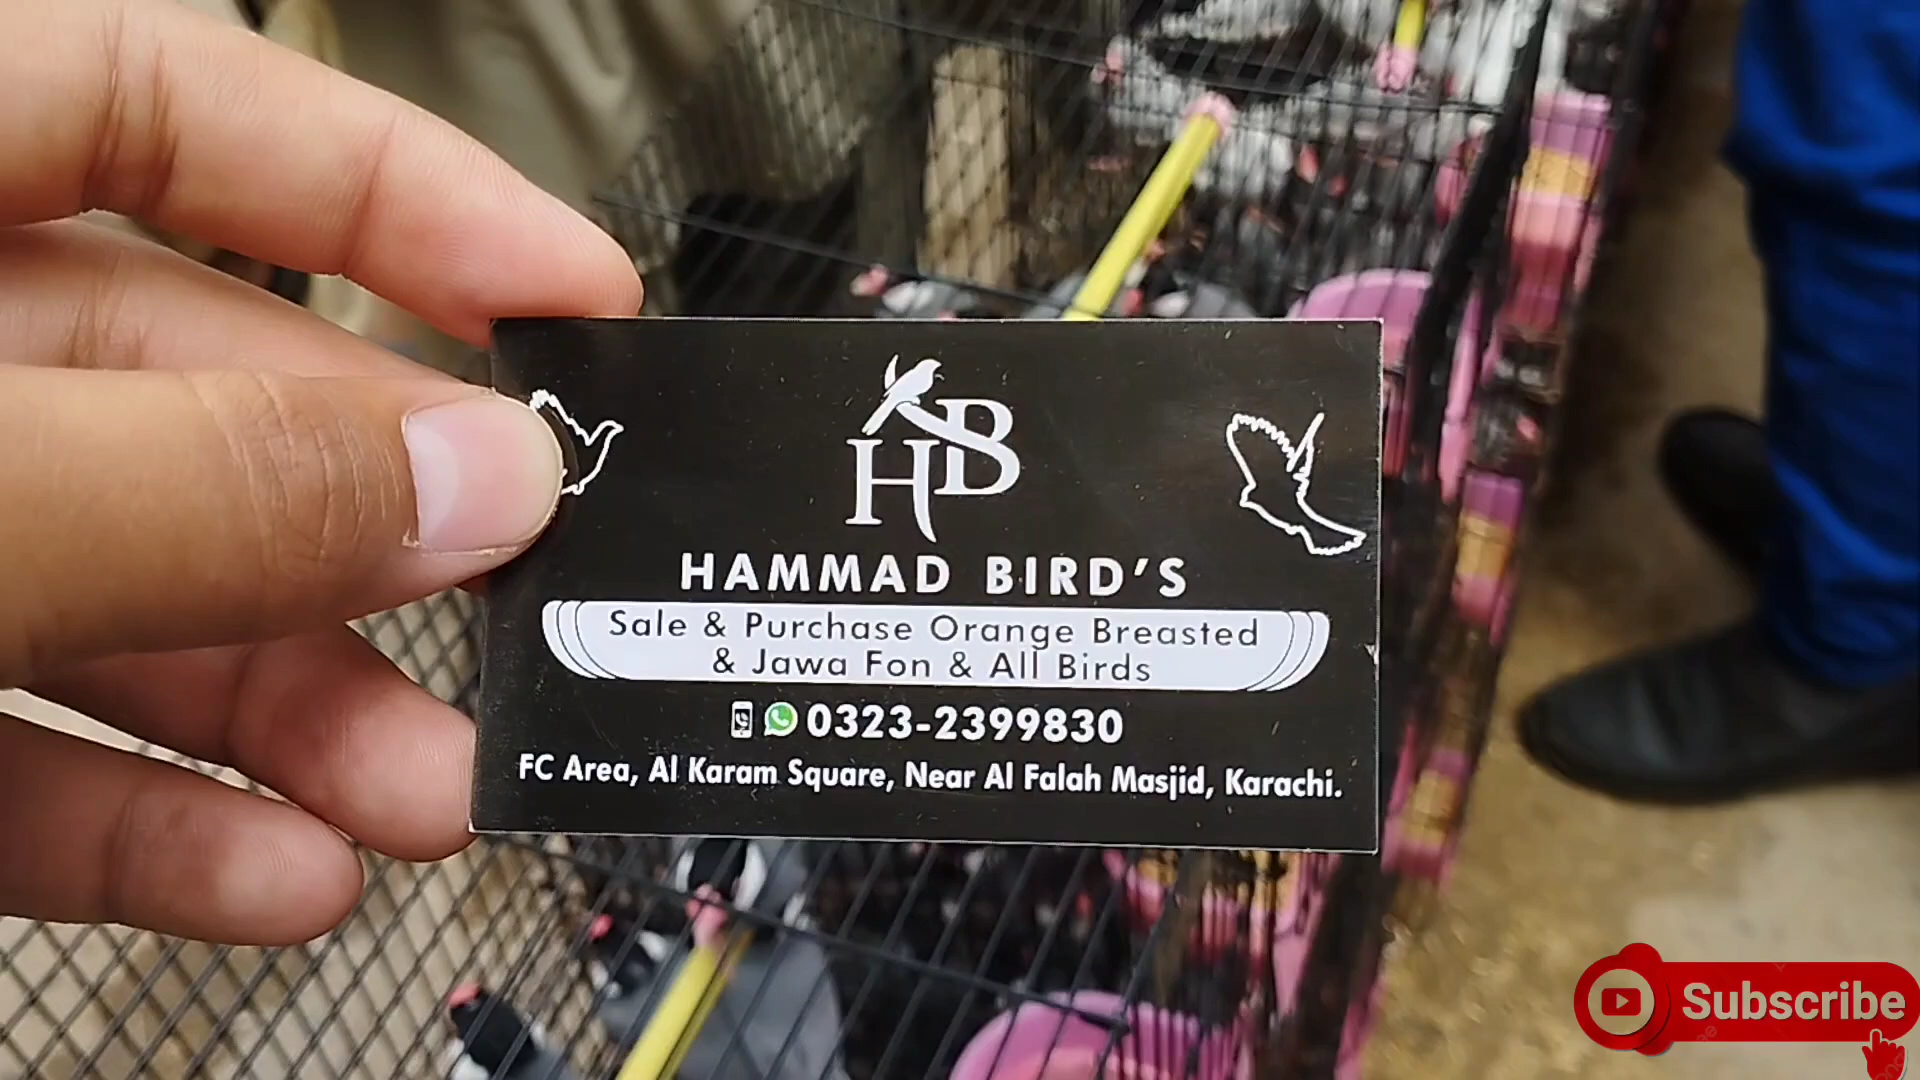 HB
HAMMAD BIRD'S
Sale & Purchase Orange Breasted
& Jawa Fon & All Birds
0323-2399830
FC Area, Al Karam Square, Near Al Falah Masjid, Karachi.
Subscribe